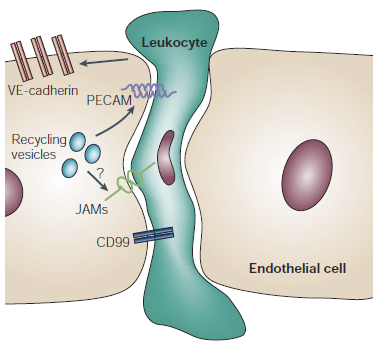 Leukocyte
VE-cadherin
PECAM
Recycling
vesicles
?
JAMs
CD99
Endothelial cell